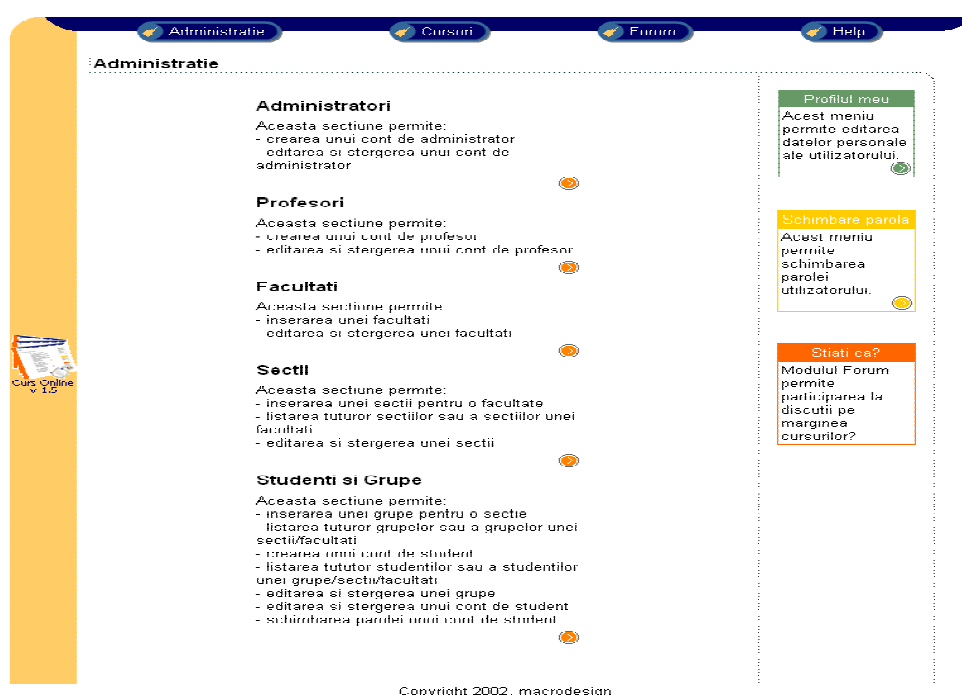 Administratie
Cursuri
Forum
Help
Administratie
Administratori
Aceasta sectiune permite:
- crearea unui cont de administrator
- editarea si stergerea unui cont de
administrator
Profesori
Aceasta sectiune permite:
- crearea unui cont de profesor
- editarea si stergerea unui cont de profesor
Facultati
Aceasta sectiune permite
- inserarea unei facultati
- editarea si stergerea unei facultati
Sectii
Aceasta sectiune permite:
- inserarea unei sectii pentru o facultate
- listarea tuturor sectiilor sau a sectiilor unei
facultati
- editarea si stergerea unei sectii
Studenti si Grupe
Aceasta sectiune permite:
- inserarea unei grupe pentru o sectie
- listarea tuturor grupelor sau a grupelor unei
sectii/facultati
- crearea unui cont de student
- listarea tututor studentilor sau a studentilor
unei grupe/sectii/facultati
- editarea si stergerea unei grupe
- editarea si stergerea unui cont de student
- schimbarea parolei unui cont de student
Profilul meu
Acest meniu
permite editarea
datelor personale
ale utilizatorului.
Schimbare parola
Acest meniu
permite
schimbarea
parolei
utilizatorului.
Stiati ca?
Modulul Forum
permite
participarea la
discutii pe
marginea
cursurilor?
Curs Online
v 1.5
Copyright 2002, macrodesign